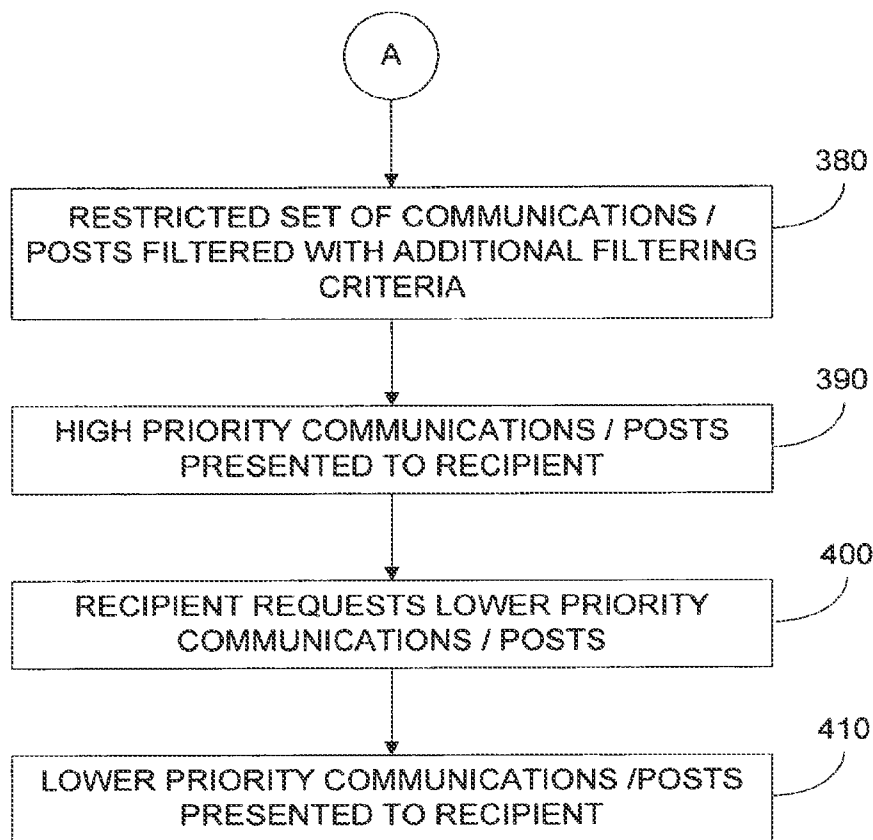 A
380
RESTRICTED SET OF COMMUNICATIONS /
POSTS FILTERED WITH ADDITIONAL FILTERING
CRITERIA
390
HIGH PRIORITY COMMUNICATIONS / POSTS
PRESENTED TO RECIPIENT
400
RECIPIENT REQUESTS LOWER PRIORITY
COMMUNICATIONS / POSTS
410
LOWER PRIORITY COMMUNICATIONS /POSTS
PRESENTED TO RECIPIENT